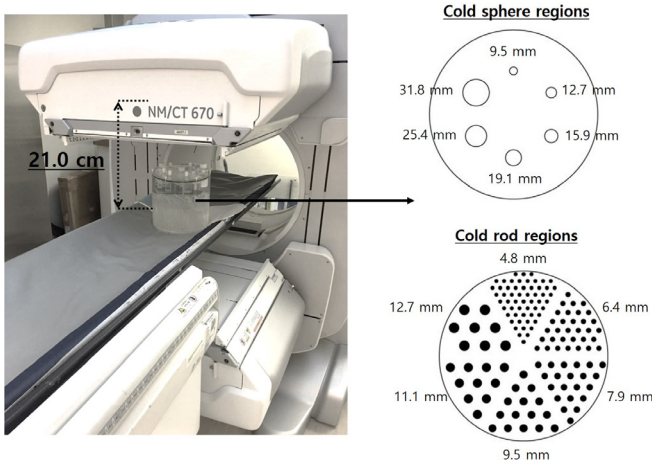 NM/CT 670
21.0 cm
Cold sphere regions
9.5 mm
31.8 mm
12.7 mm
25.4 mm
15.9 mm
19.1 mm
Cold rod regions
4.8 mm
12.7 mm
6.4 mm
11.1 mm
7.9 mm
9.5 mm